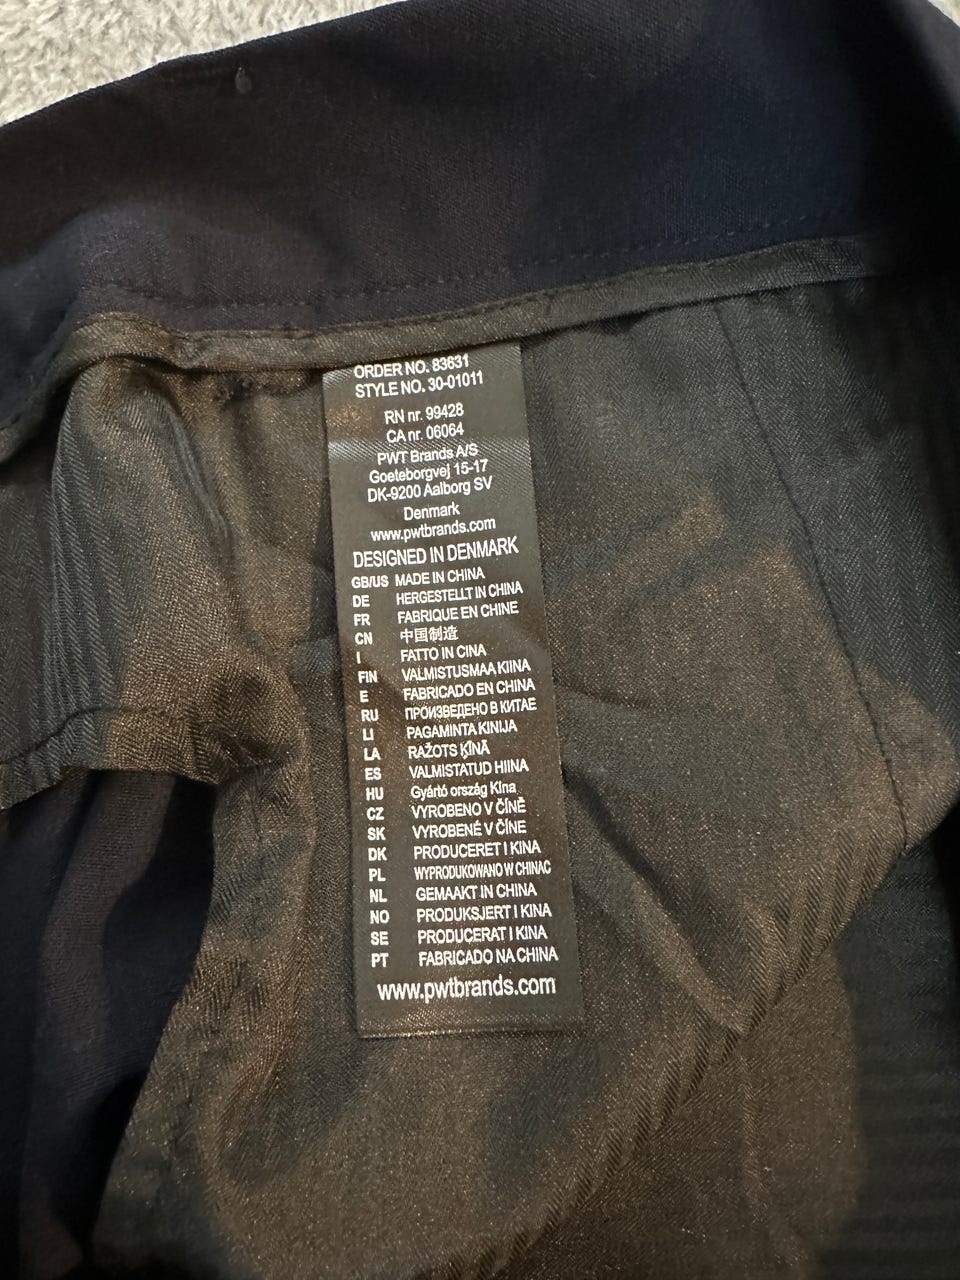 ORDER NO. 83631
STYLE NO. 30-01011
RN nr. 99428
CA nr. 06064
PWT Brands A/S
Goeteborgvej 15-17
DK-9200 Aalborg SV
Denmark
www.pwtbrands.com
DESIGNED IN DENMARK
GB/US MADE IN CHINA
DE HERGESTELLT IN CHINA
FR FABRIQUE EN CHINE
CN 中国制造
I FATTO IN CINA
FIN VALMISTUSMAA KIINA
E FABRICADO EN CHINA
RU ПРОИЗВЕДЕНО В КИТАЕ
LI PAGAMINTA KINIJA
LA RAŽOTS ĶĪNĀ
ES VALMISTATUD HIINA
HU Gyártó ország Kína
CZ VYROBENO V ČÍNĚ
SK VYROBENÉ V ČÍNE
DK PRODUCERET I KINA
PL WYPRODUKOWANO W CHINAC
NL GEMAAKT IN CHINA
NO PRODUKSJERT I KINA
SE PRODUCERAT I KINA
PT FABRICADO NA CHINA
www.pwtbrands.com